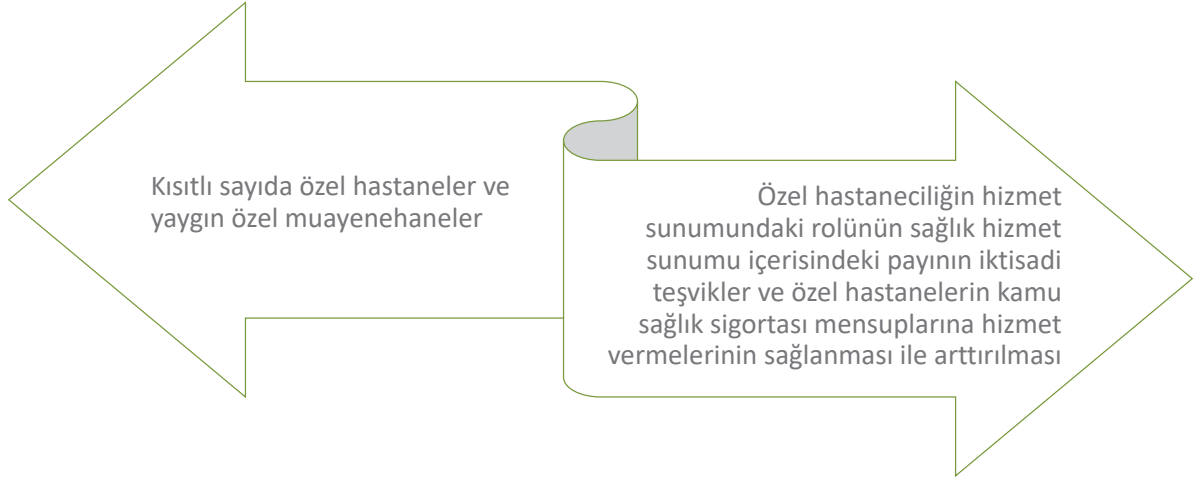 Kısıtlı sayıda özel hastaneler ve
yaygın özel muayenehaneler
Özel hastaneciliğin hizmet
sunumundaki rolünün sağlık hizmet
sunumu içerisindeki payının iktisadi
teşvikler ve özel hastanelerin kamu
sağlık sigortası mensuplarına hizmet
vermelerinin sağlanması ile arttırılması